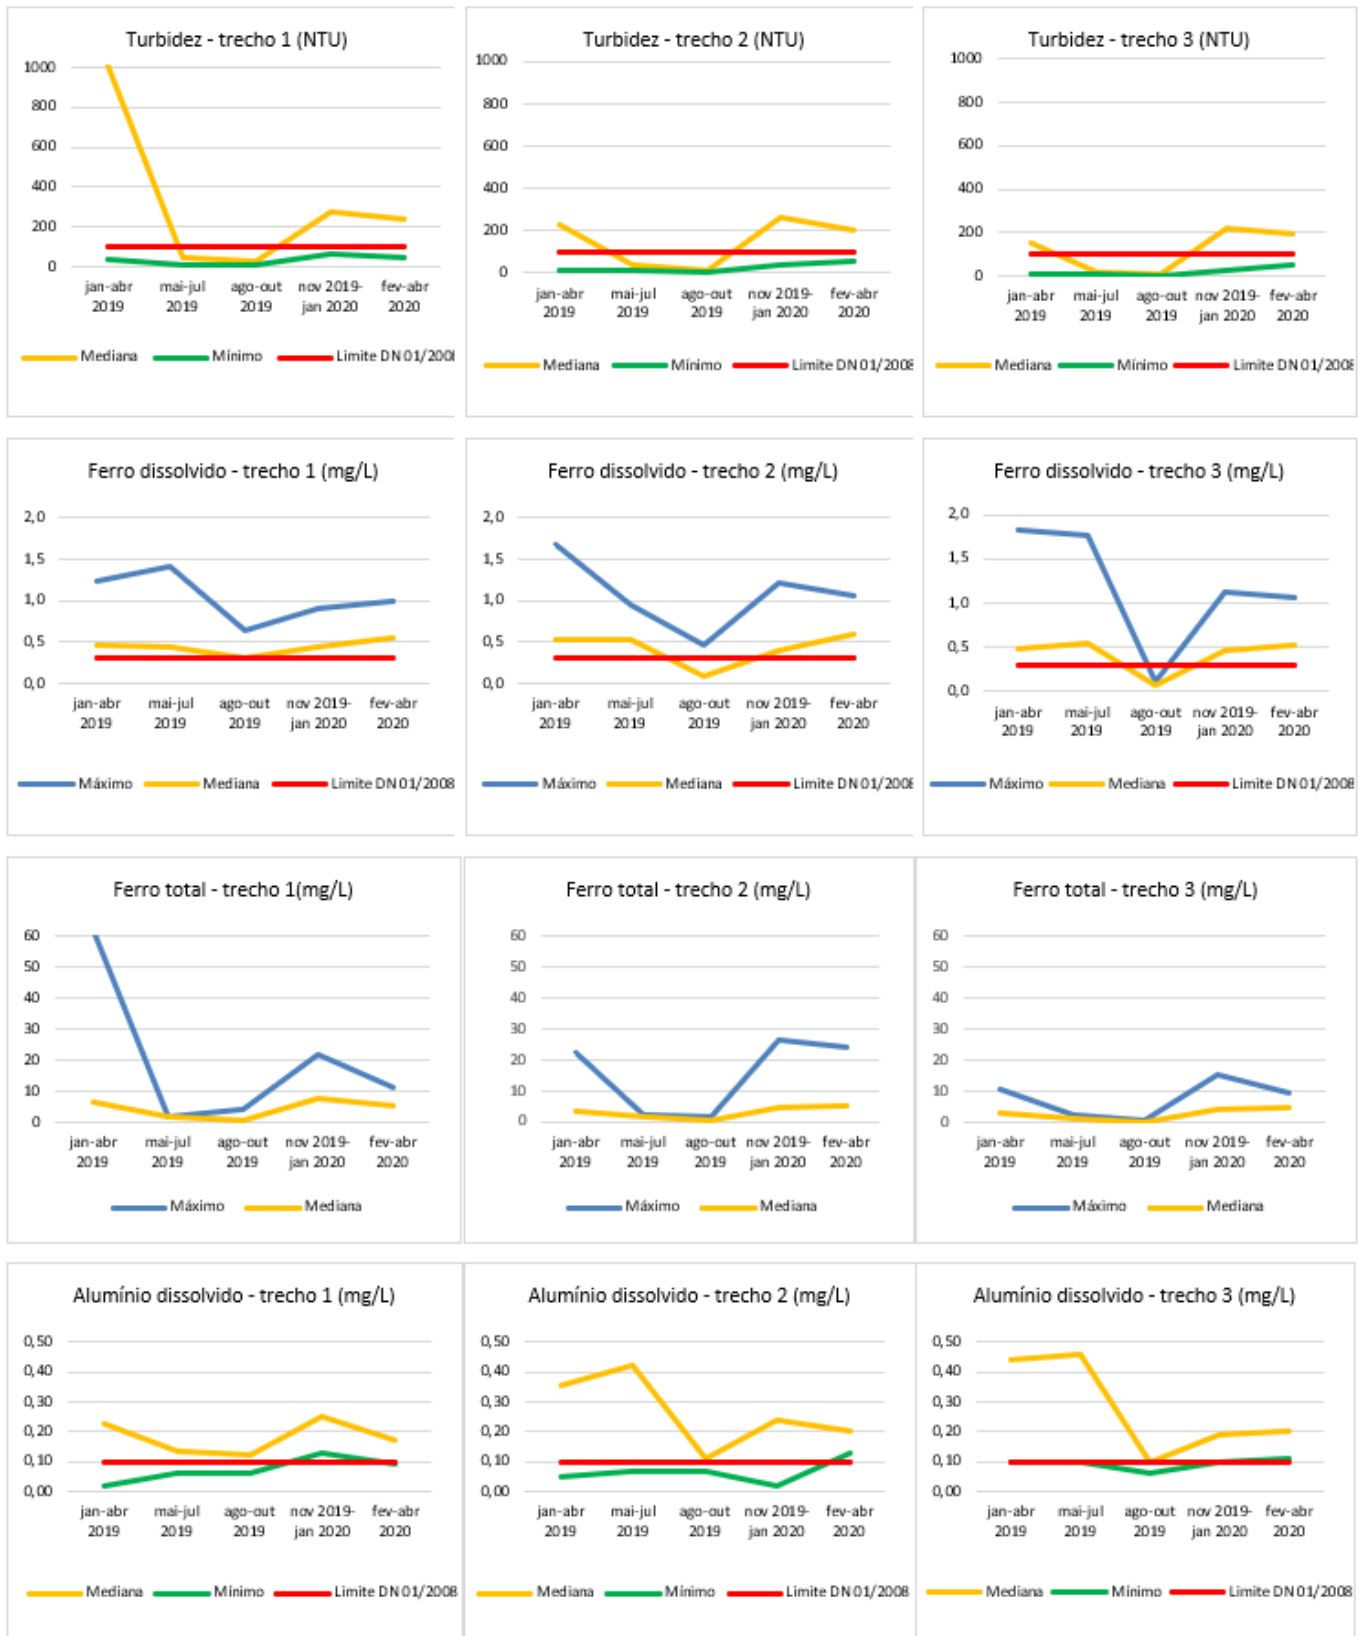 Turbidez - trecho 1 (NTU)
1000
800
600
400
200
0
jan-abr 2019
mai-jul 2019
ago-out 2019
nov 2019-jan 2020
fev-abr 2020
Mediana Mínimo Limite DN 01/2008
Turbidez - trecho 2 (NTU)
1000
800
600
400
200
0
jan-abr 2019
mai-jul 2019
ago-out 2019
nov 2019-jan 2020
fev-abr 2020
Mediana Mínimo Limite DN 01/2008
Turbidez - trecho 3 (NTU)
1000
800
600
400
200
0
jan-abr 2019
mai-jul 2019
ago-out 2019
nov 2019-jan 2020
fev-abr 2020
Mediana Mínimo Limite DN 01/2008
Ferro dissolvido - trecho 1 (mg/L)
2,0
1,5
1,0
0,5
0,0
jan-abr 2019
mai-jul 2019
ago-out 2019
nov 2019-jan 2020
fev-abr 2020
Máximo Mediana Limite DN 01/2008
Ferro dissolvido - trecho 2 (mg/L)
2,0
1,5
1,0
0,5
0,0
jan-abr 2019
mai-jul 2019
ago-out 2019
nov 2019-jan 2020
fev-abr 2020
Máximo Mediana Limite DN 01/2008
Ferro dissolvido - trecho 3 (mg/L)
2,0
1,5
1,0
0,5
0,0
jan-abr 2019
mai-jul 2019
ago-out 2019
nov 2019-jan 2020
fev-abr 2020
Máximo Mediana Limite DN 01/2008
Ferro total - trecho 1(mg/L)
60
50
40
30
20
10
0
jan-abr 2019
mai-jul 2019
ago-out 2019
nov 2019-jan 2020
fev-abr 2020
Máximo Mediana
Ferro total - trecho 2 (mg/L)
60
50
40
30
20
10
0
jan-abr 2019
mai-jul 2019
ago-out 2019
nov 2019-jan 2020
fev-abr 2020
Máximo Mediana
Ferro total - trecho 3 (mg/L)
60
50
40
30
20
10
0
jan-abr 2019
mai-jul 2019
ago-out 2019
nov 2019-jan 2020
fev-abr 2020
Máximo Mediana
Alumínio dissolvido - trecho 1 (mg/L)
0,50
0,40
0,30
0,20
0,10
0,00
jan-abr 2019
mai-jul 2019
ago-out 2019
nov 2019-jan 2020
fev-abr 2020
Mediana Mínimo Limite DN 01/2008
Alumínio dissolvido - trecho 2 (mg/L)
0,50
0,40
0,30
0,20
0,10
0,00
jan-abr 2019
mai-jul 2019
ago-out 2019
nov 2019-jan 2020
fev-abr 2020
Mediana Mínimo Limite DN 01/2008
Alumínio dissolvido - trecho 3 (mg/L)
0,50
0,40
0,30
0,20
0,10
0,00
jan-abr 2019
mai-jul 2019
ago-out 2019
nov 2019-jan 2020
fev-abr 2020
Mediana Mínimo Limite DN 01/2008